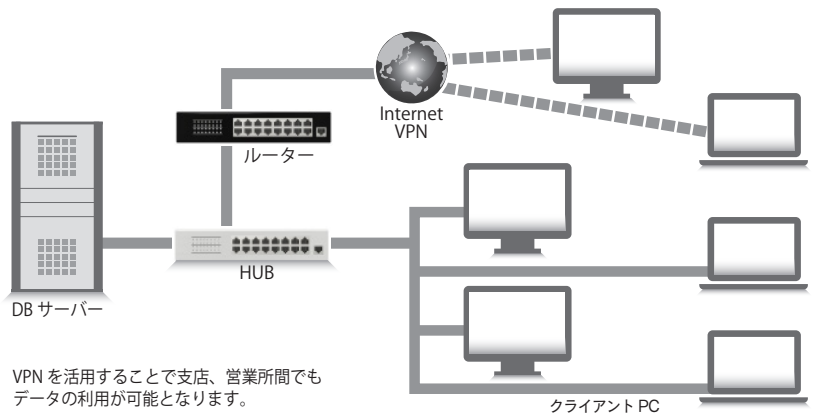 Internet
VPN
ルーター
HUB
DB サーバー
VPN を活用することで支店、営業所間でも
データの利用が可能となります。
クライアント PC